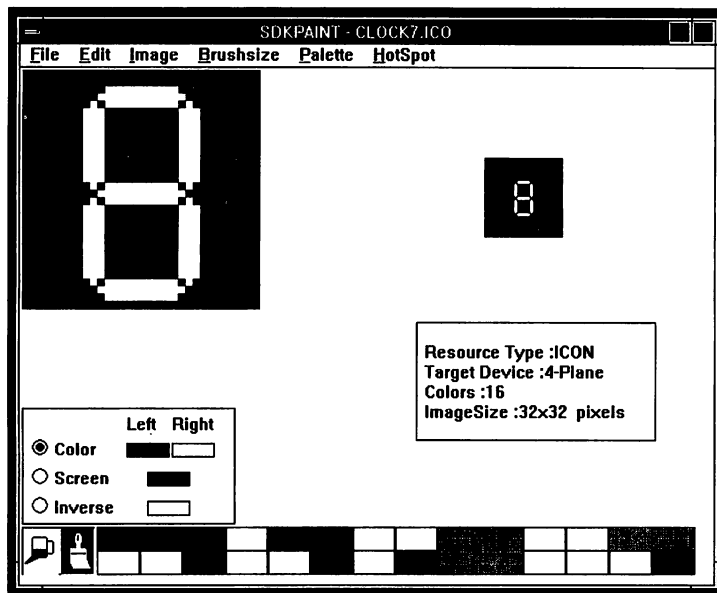 SDKPAINT - CLOCK7.ICO
File Edit Image Brushsize Palette HotSpot
8
8
Resource Type :ICON
Target Device :4-Plane
Colors :16
ImageSize :32x32 pixels
Left Right
Color
Screen
Inverse